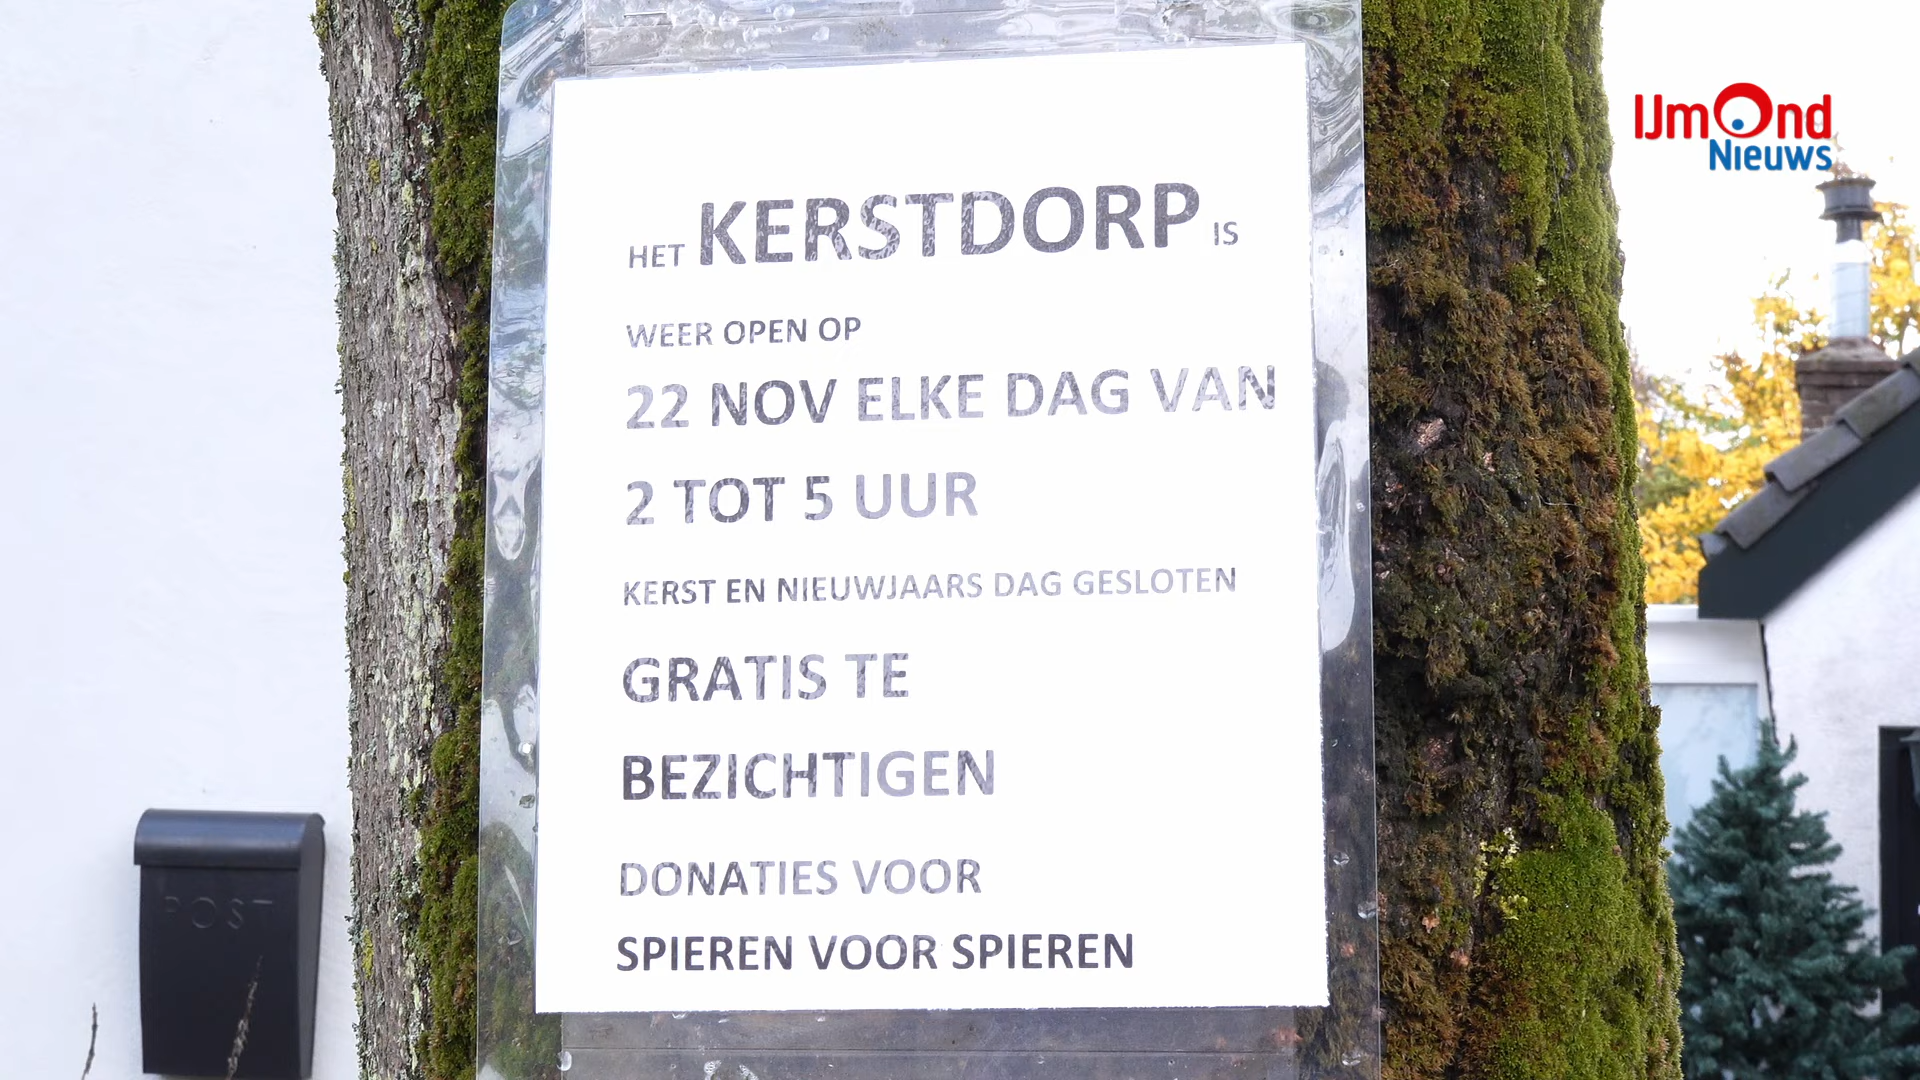 IJmOnd
Nieuws
HET KERSTDORP IS
WEER OPEN OP
22 NOV ELKE DAG VAN
2 TOT 5 UUR
KERST EN NIEUWJAARS DAG GESLOTEN
GRATIS TE
BEZICHTIGEN
DONATIES VOOR
SPIEREN VOOR SPIEREN
POST